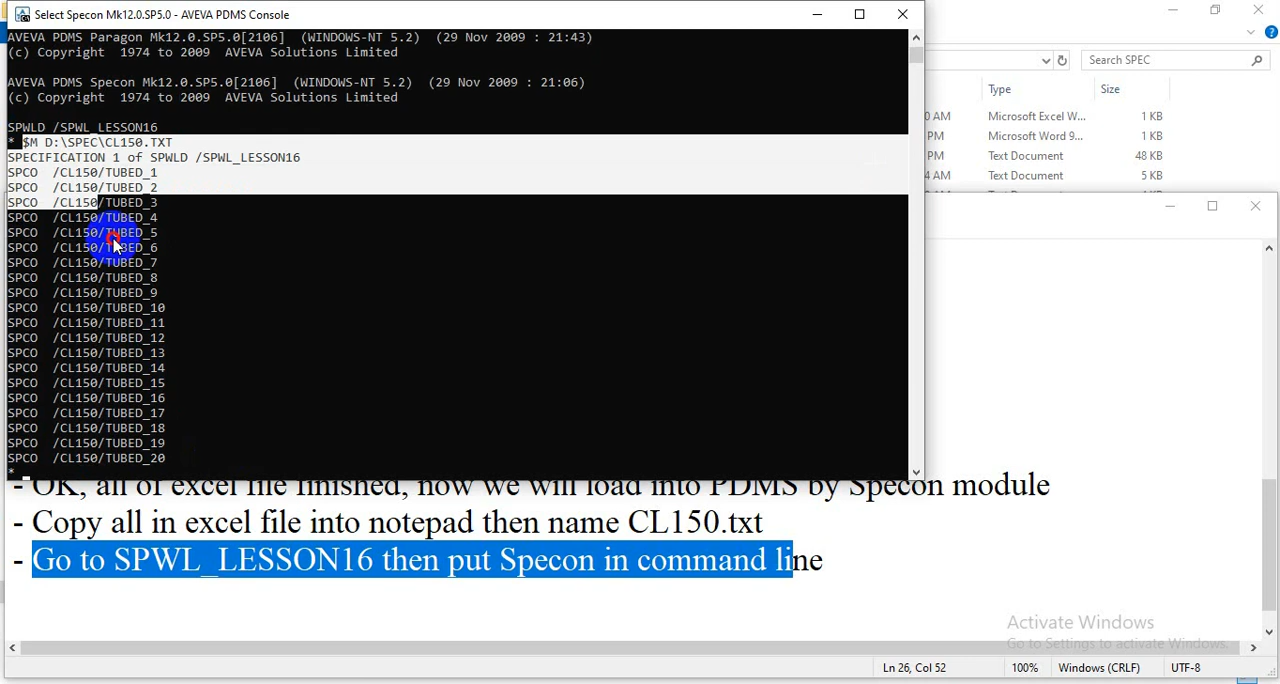 Select Specon Mk12.0.SP5.0 - AVEVA PDMS Console
AVEVA PDMS Paragon Mk12.0.SP5.0[2106] (WINDOWS-NT 5.2) (29 Nov 2009 : 21:43)
(c) Copyright 1974 to 2009 AVEVA Solutions Limited
AVEVA PDMS Specon Mk12.0.SP5.0[2106] (WINDOWS-NT 5.2) (29 Nov 2009 : 21:06)
(c) Copyright 1974 to 2009 AVEVA Solutions Limited
SPWLD /SPWL_LESSON16
* $M D:\SPEC\CL150.TXT
SPECIFICATION 1 of SPWLD /SPWL_LESSON16
SPCO /CL150/TUBED_1
SPCO /CL150/TUBED_2
SPCO /CL150/TUBED_3
SPCO /CL150/TUBED_4
SPCO /CL150/TUBED_5
SPCO /CL150/TUBED_6
SPCO /CL150/TUBED_7
SPCO /CL150/TUBED_8
SPCO /CL150/TUBED_9
SPCO /CL150/TUBED_10
SPCO /CL150/TUBED_11
SPCO /CL150/TUBED_12
SPCO /CL150/TUBED_13
SPCO /CL150/TUBED_14
SPCO /CL150/TUBED_15
SPCO /CL150/TUBED_16
SPCO /CL150/TUBED_17
SPCO /CL150/TUBED_18
SPCO /CL150/TUBED_19
SPCO /CL150/TUBED_20
*
Search SPEC
Type Size
0 AM Microsoft Excel W... 1 KB
PM Microsoft Word 9... 1 KB
PM Text Document 48 KB
4 AM Text Document 5 KB
- OK, all of excel file finished, now we will load into PDMS by Specon module
- Copy all in excel file into notepad then name CL150.txt
- Go to SPWL_LESSON16 then put Specon in command line
Activate Windows
Go to Settings to activate Windows.
Ln 26, Col 52 100% Windows (CRLF) UTF-8